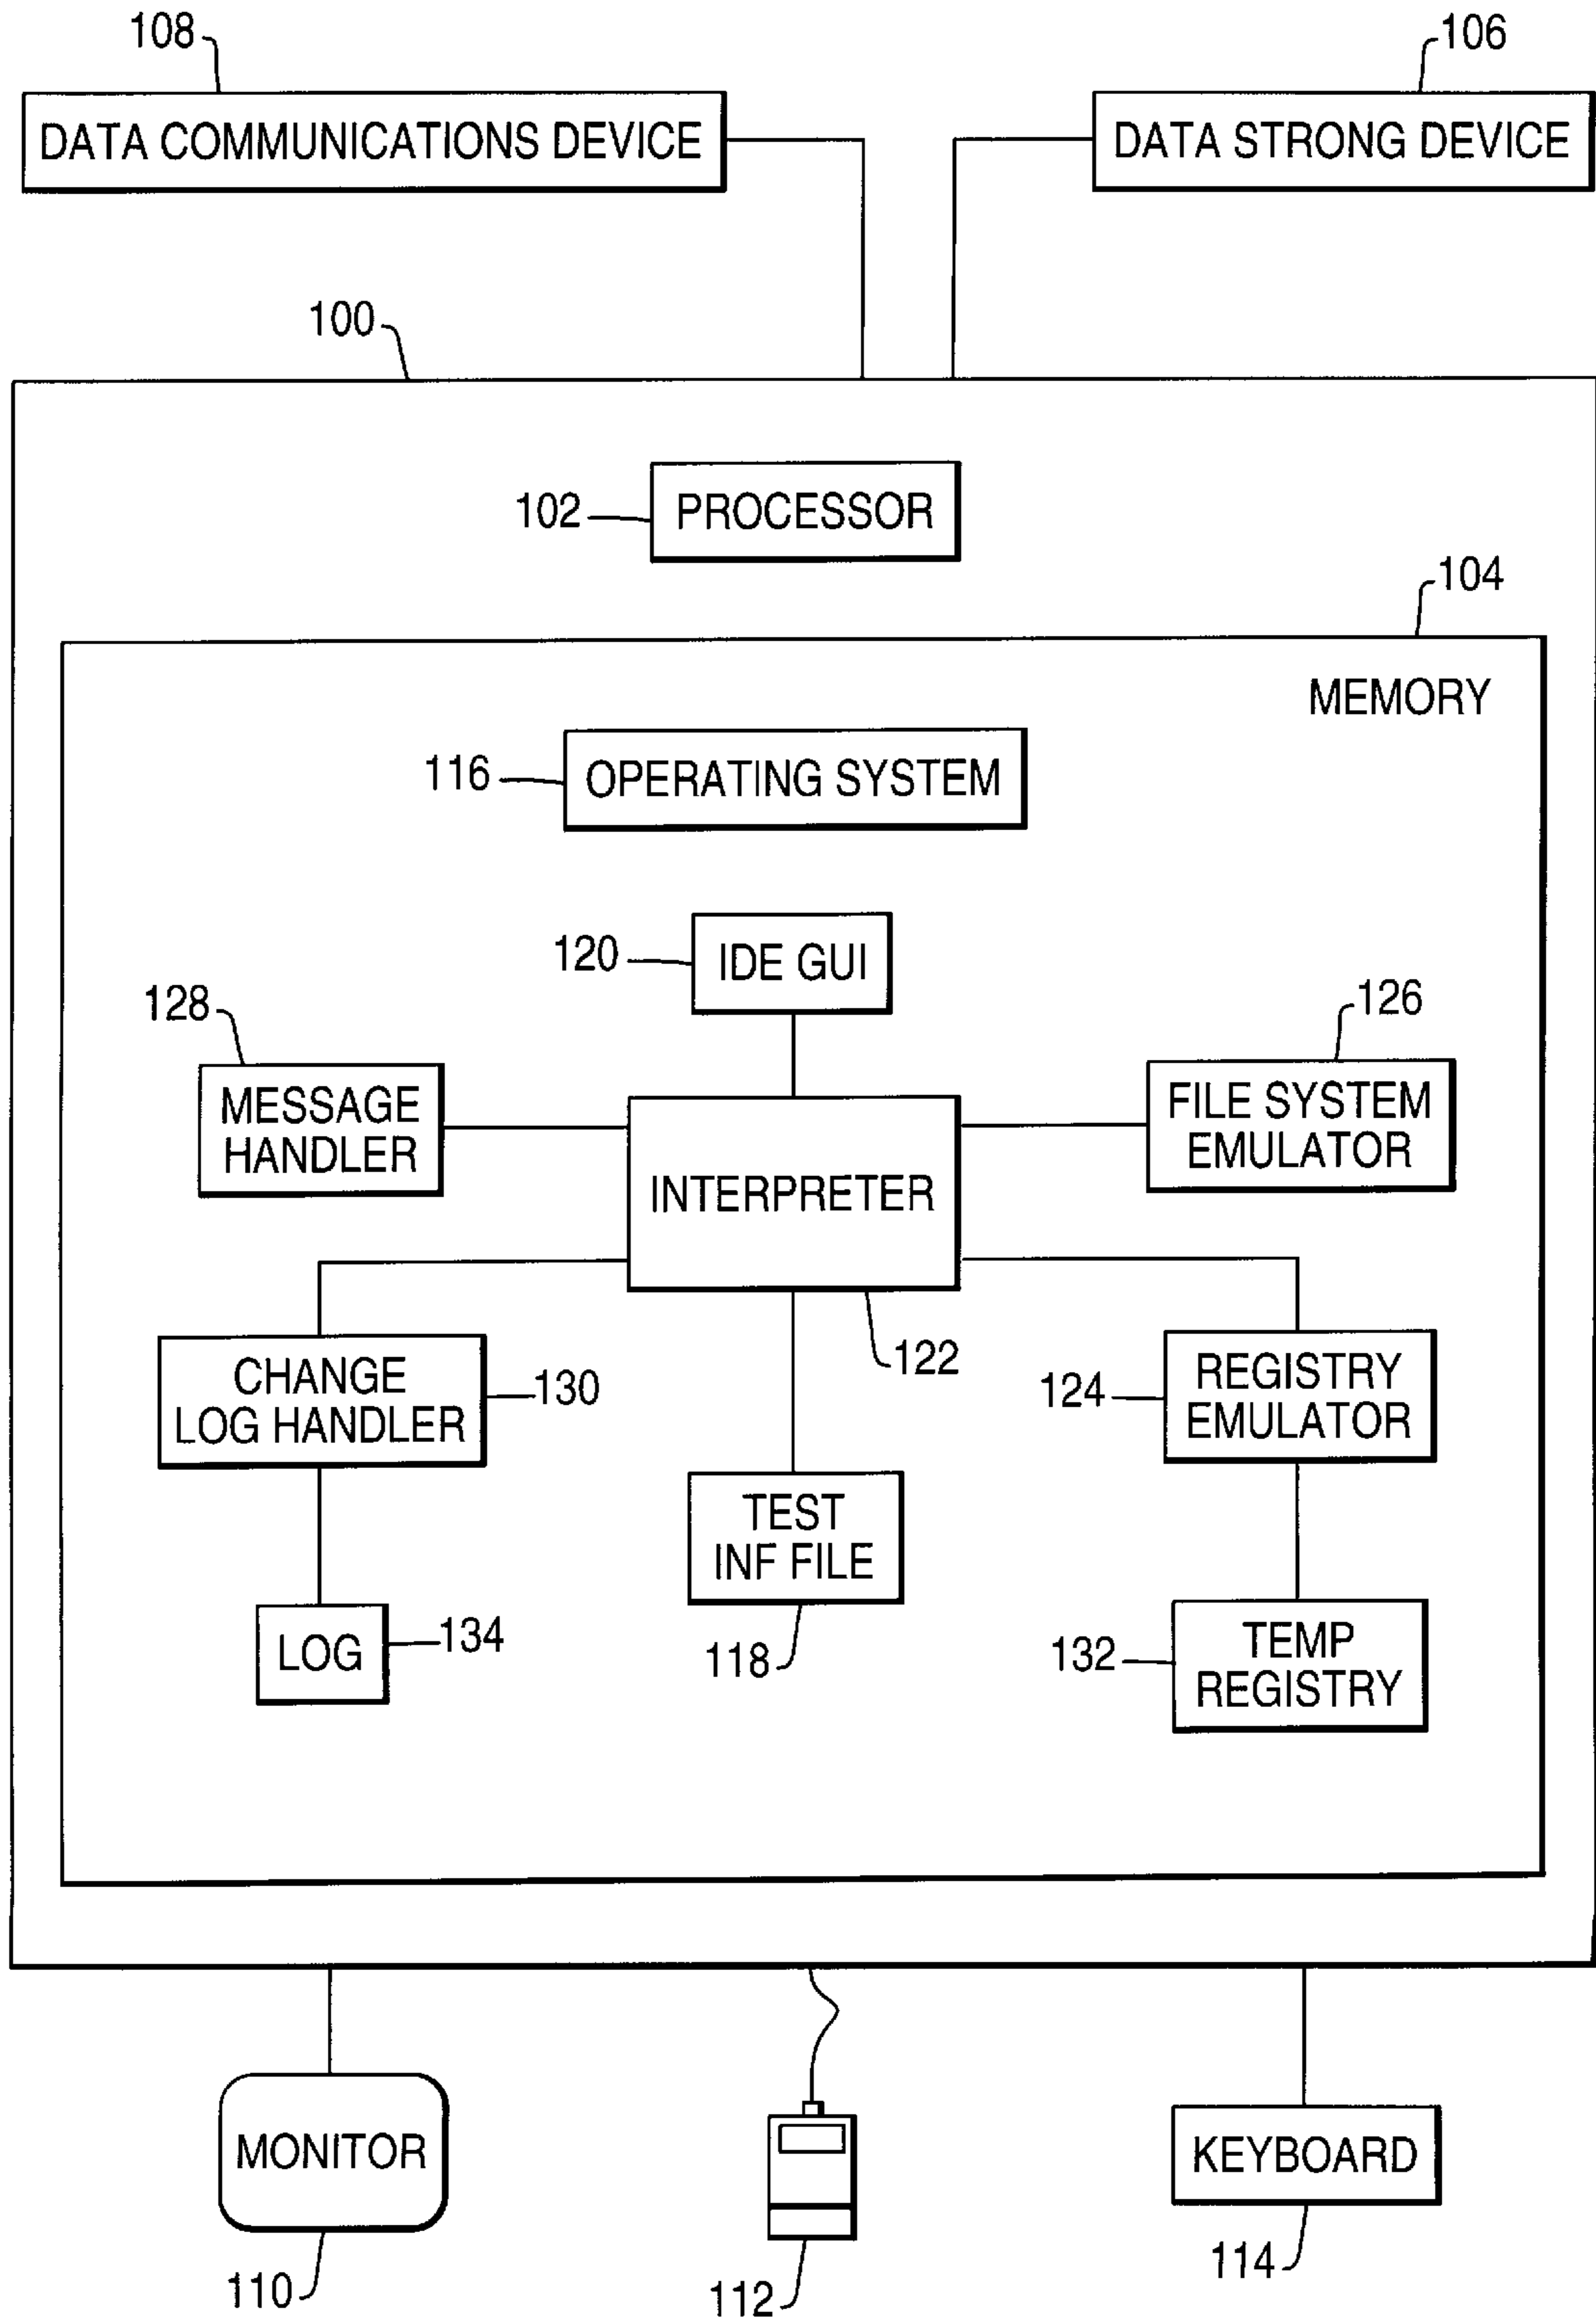 108
106
DATA COMMUNICATIONS DEVICE
DATA STRONG DEVICE
100
102
PROCESSOR
104
MEMORY
116
OPERATING SYSTEM
120
IDE GUI
128
126
MESSAGE
HANDLER
FILE SYSTEM
EMULATOR
INTERPRETER
122
CHANGE
LOG HANDLER
130
124
REGISTRY
EMULATOR
TEST
INF FILE
118
LOG
134
132
TEMP
REGISTRY
MONITOR
110
112
KEYBOARD
114